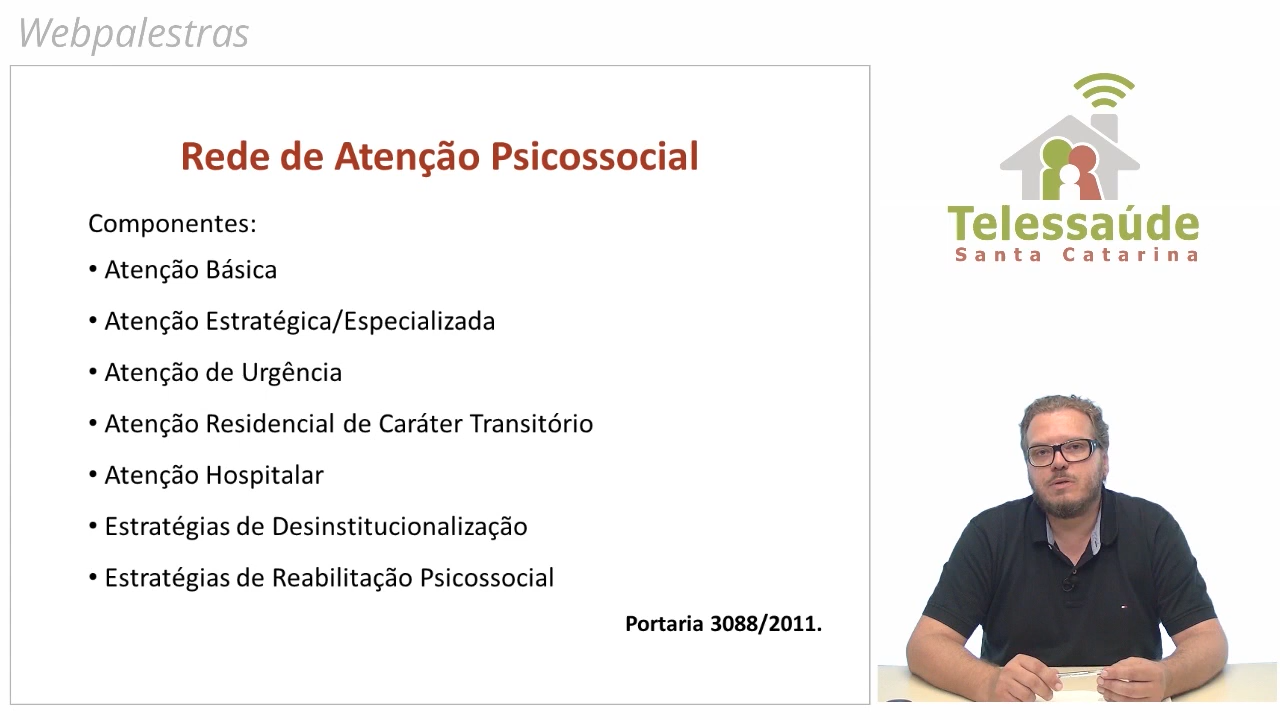 Webpalestras
Rede de Atenção Psicossocial
Componentes:
• Atenção Básica
• Atenção Estratégica/Especializada
• Atenção de Urgência
• Atenção Residencial de Caráter Transitório
• Atenção Hospitalar
• Estratégias de Desinstitucionalização
• Estratégias de Reabilitação Psicossocial
Portaria 3088/2011.
Telessaúde
Santa Catarina